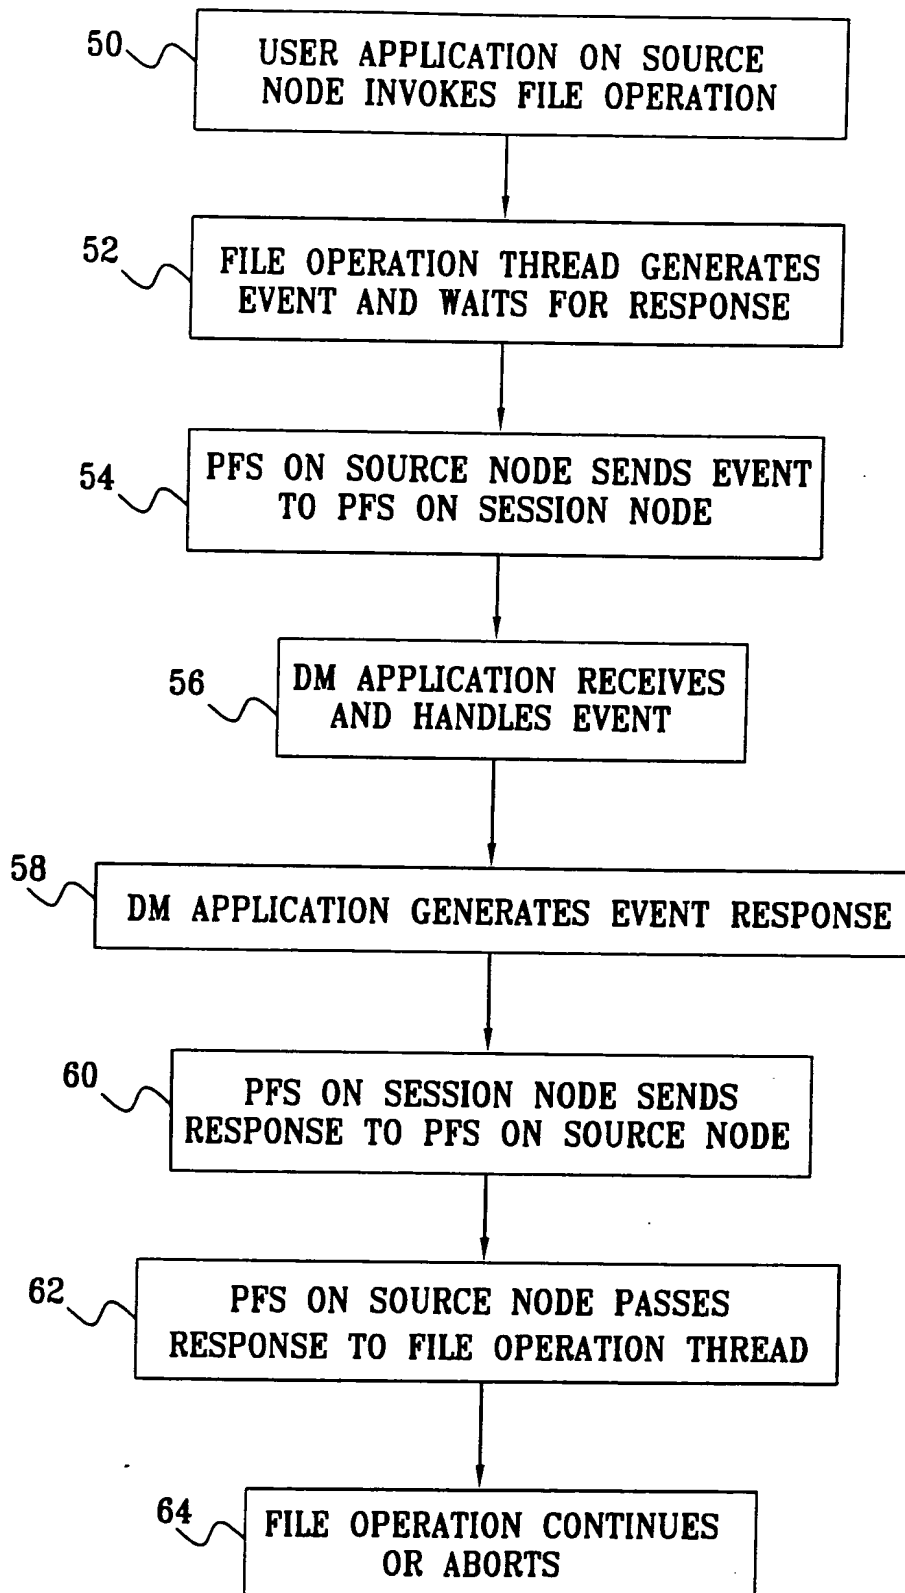 50
USER APPLICATION ON SOURCE
NODE INVOKES FILE OPERATION
52
FILE OPERATION THREAD GENERATES
EVENT AND WAITS FOR RESPONSE
54
PFS ON SOURCE NODE SENDS EVENT
TO PFS ON SESSION NODE
56
DM APPLICATION RECEIVES
AND HANDLES EVENT
58
DM APPLICATION GENERATES EVENT RESPONSE
60
PFS ON SESSION NODE SENDS
RESPONSE TO PFS ON SOURCE NODE
62
PFS ON SOURCE NODE PASSES
RESPONSE TO FILE OPERATION THREAD
64
FILE OPERATION CONTINUES
OR ABORTS